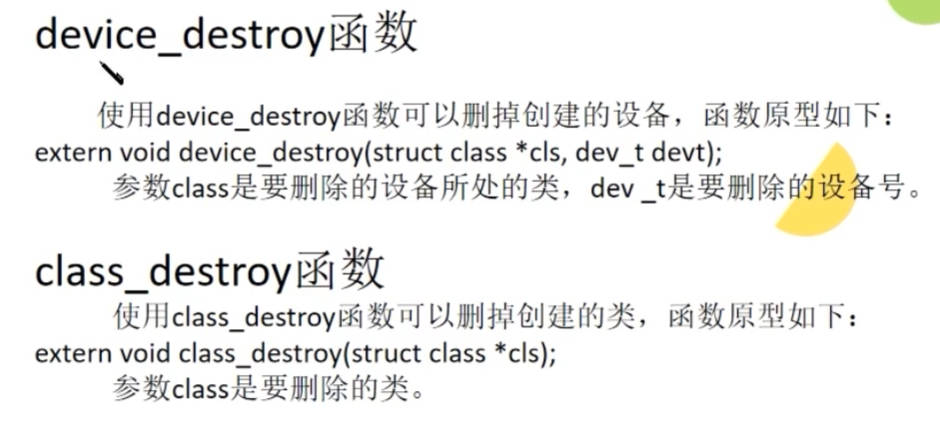 device_destroy函数
使用device_destroy函数可以删掉创建的设备，函数原型如下：
extern void device_destroy(struct class *cls, dev_t devt);
参数class是要删除的设备所处的类，dev _t是要删除的设备号。
class_destroy函数
使用class_destroy函数可以删掉创建的类，函数原型如下：
extern void class_destroy(struct class *cls);
参数class是要删除的类。